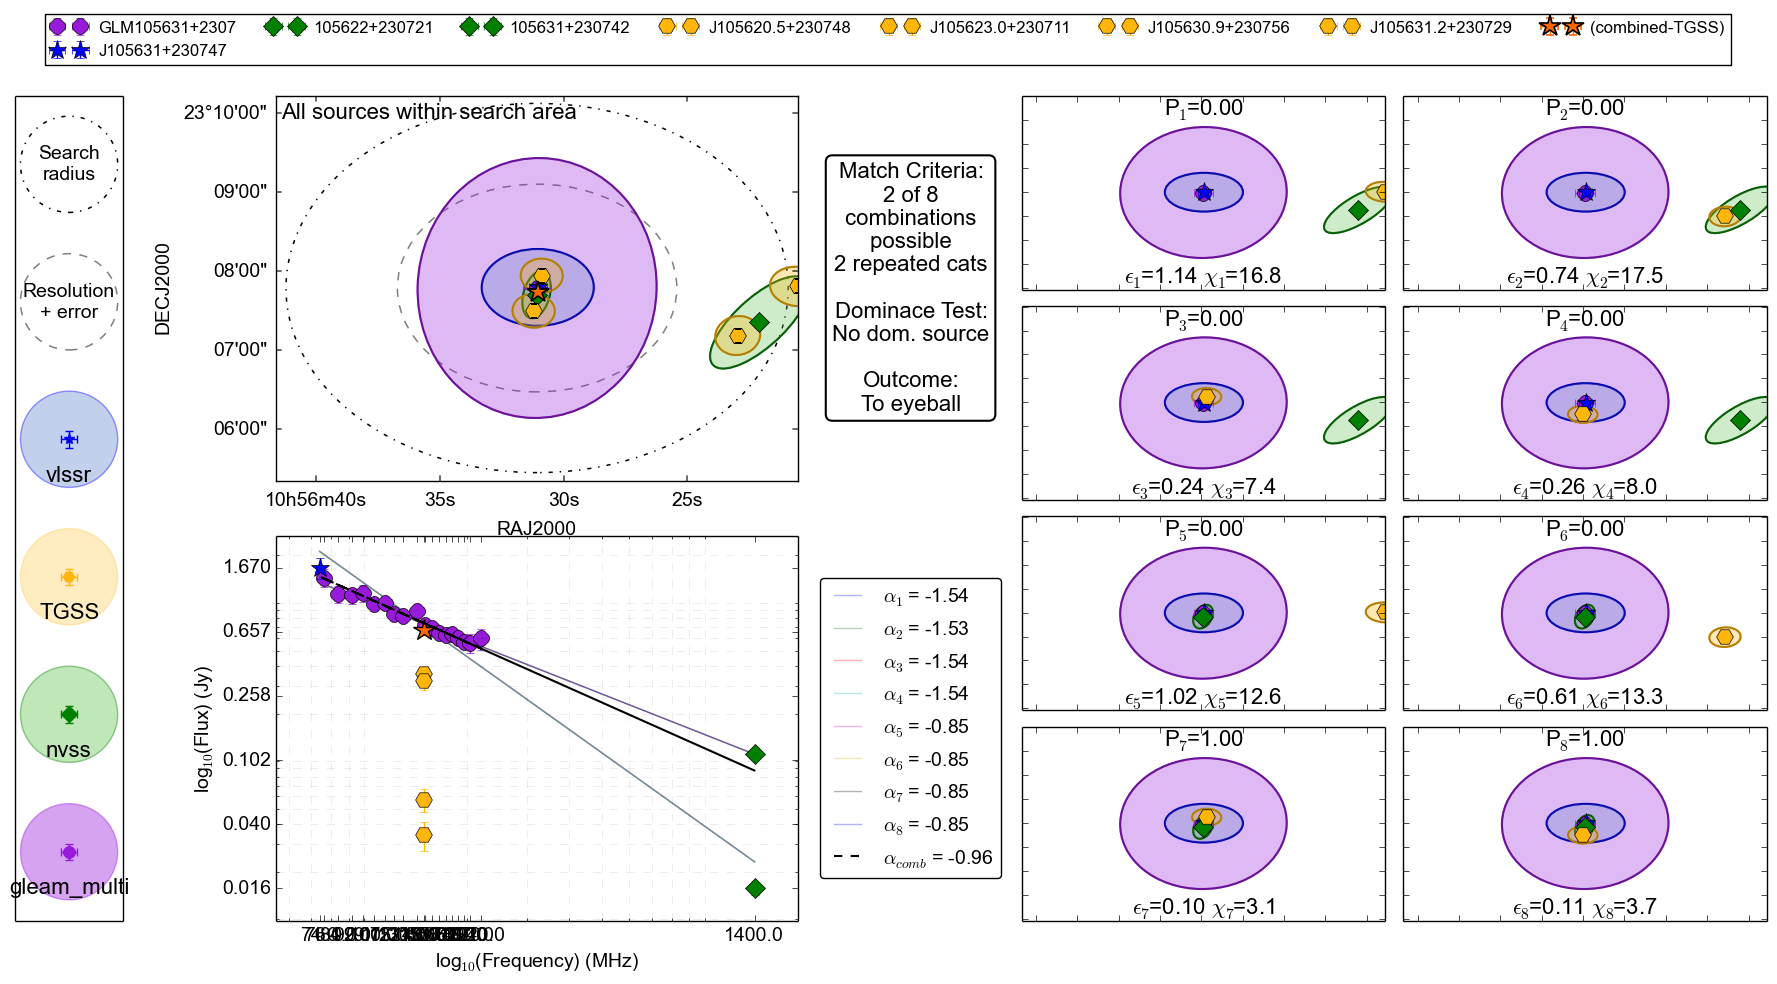 GLM105631+2307 105622+230721 105631+230742 J105620.5+230748 J105623.0+230711 J105630.9+230756 J105631.2+230729 (combined-TGSS)
J105631+230747
Search
radius
Resolution
+ error
vlssr
TGSS
nvss
gleam_multi
All sources within search area
23°10'00"
09'00"
08'00"
07'00"
06'00"
DECJ2000
10h56m40s 35s 30s 25s
RAJ2000
Match Criteria:
2 of 8
combinations
possible
2 repeated cats
Dominace Test:
No dom. source
Outcome:
To eyeball
1.670
0.657
0.258
0.102
0.040
0.016
log10(Flux) (Jy)
1400.0
log10(Frequency) (MHz)
α1 = -1.54
α2 = -1.53
α3 = -1.54
α4 = -1.54
α5 = -0.85
α6 = -0.85
α7 = -0.85
α8 = -0.85
αcomb = -0.96
P1=0.00
ϵ1=1.14 χ1=16.8
P2=0.00
ϵ2=0.74 χ2=17.5
P3=0.00
ϵ3=0.24 χ3=7.4
P4=0.00
ϵ4=0.26 χ4=8.0
P5=0.00
ϵ5=1.02 χ5=12.6
P6=0.00
ϵ6=0.61 χ6=13.3
P7=1.00
ϵ7=0.10 χ7=3.1
P8=1.00
ϵ8=0.11 χ8=3.7